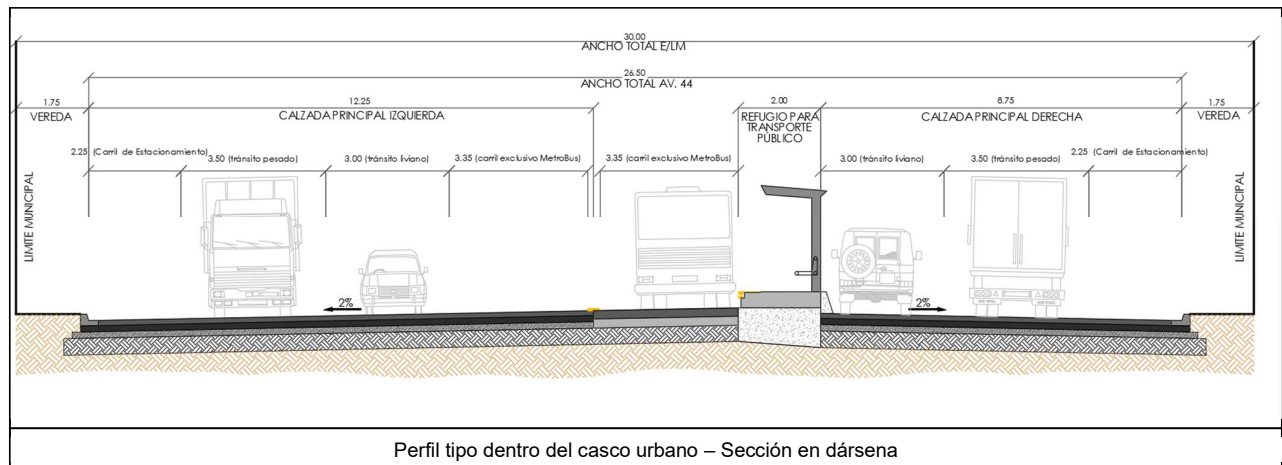 30.00
ANCHO TOTAL E/LM
26.50
ANCHO TOTAL AV. 44
1.75
VEREDA
12.25
CALZADA PRINCIPAL IZQUIERDA
2.00
REFUGIO PARA
TRANSPORTE
PÚBLICO
8.75
CALZADA PRINCIPAL DERECHA
1.75
VEREDA
2.25 (Carril de Estacionamiento)
3.50 (tránsito pesado)
3.00 (tránsito liviano)
3.35 (carril exclusivo MetroBus)
3.35 (carril exclusivo MetroBus)
3.00 (tránsito liviano)
3.50 (tránsito pesado)
2.25 (Carril de Estacionamiento)
LIMITE MUNICIPAL
LIMITE MUNICIPAL
2%
2%
Perfil tipo dentro del casco urbano – Sección en dársena